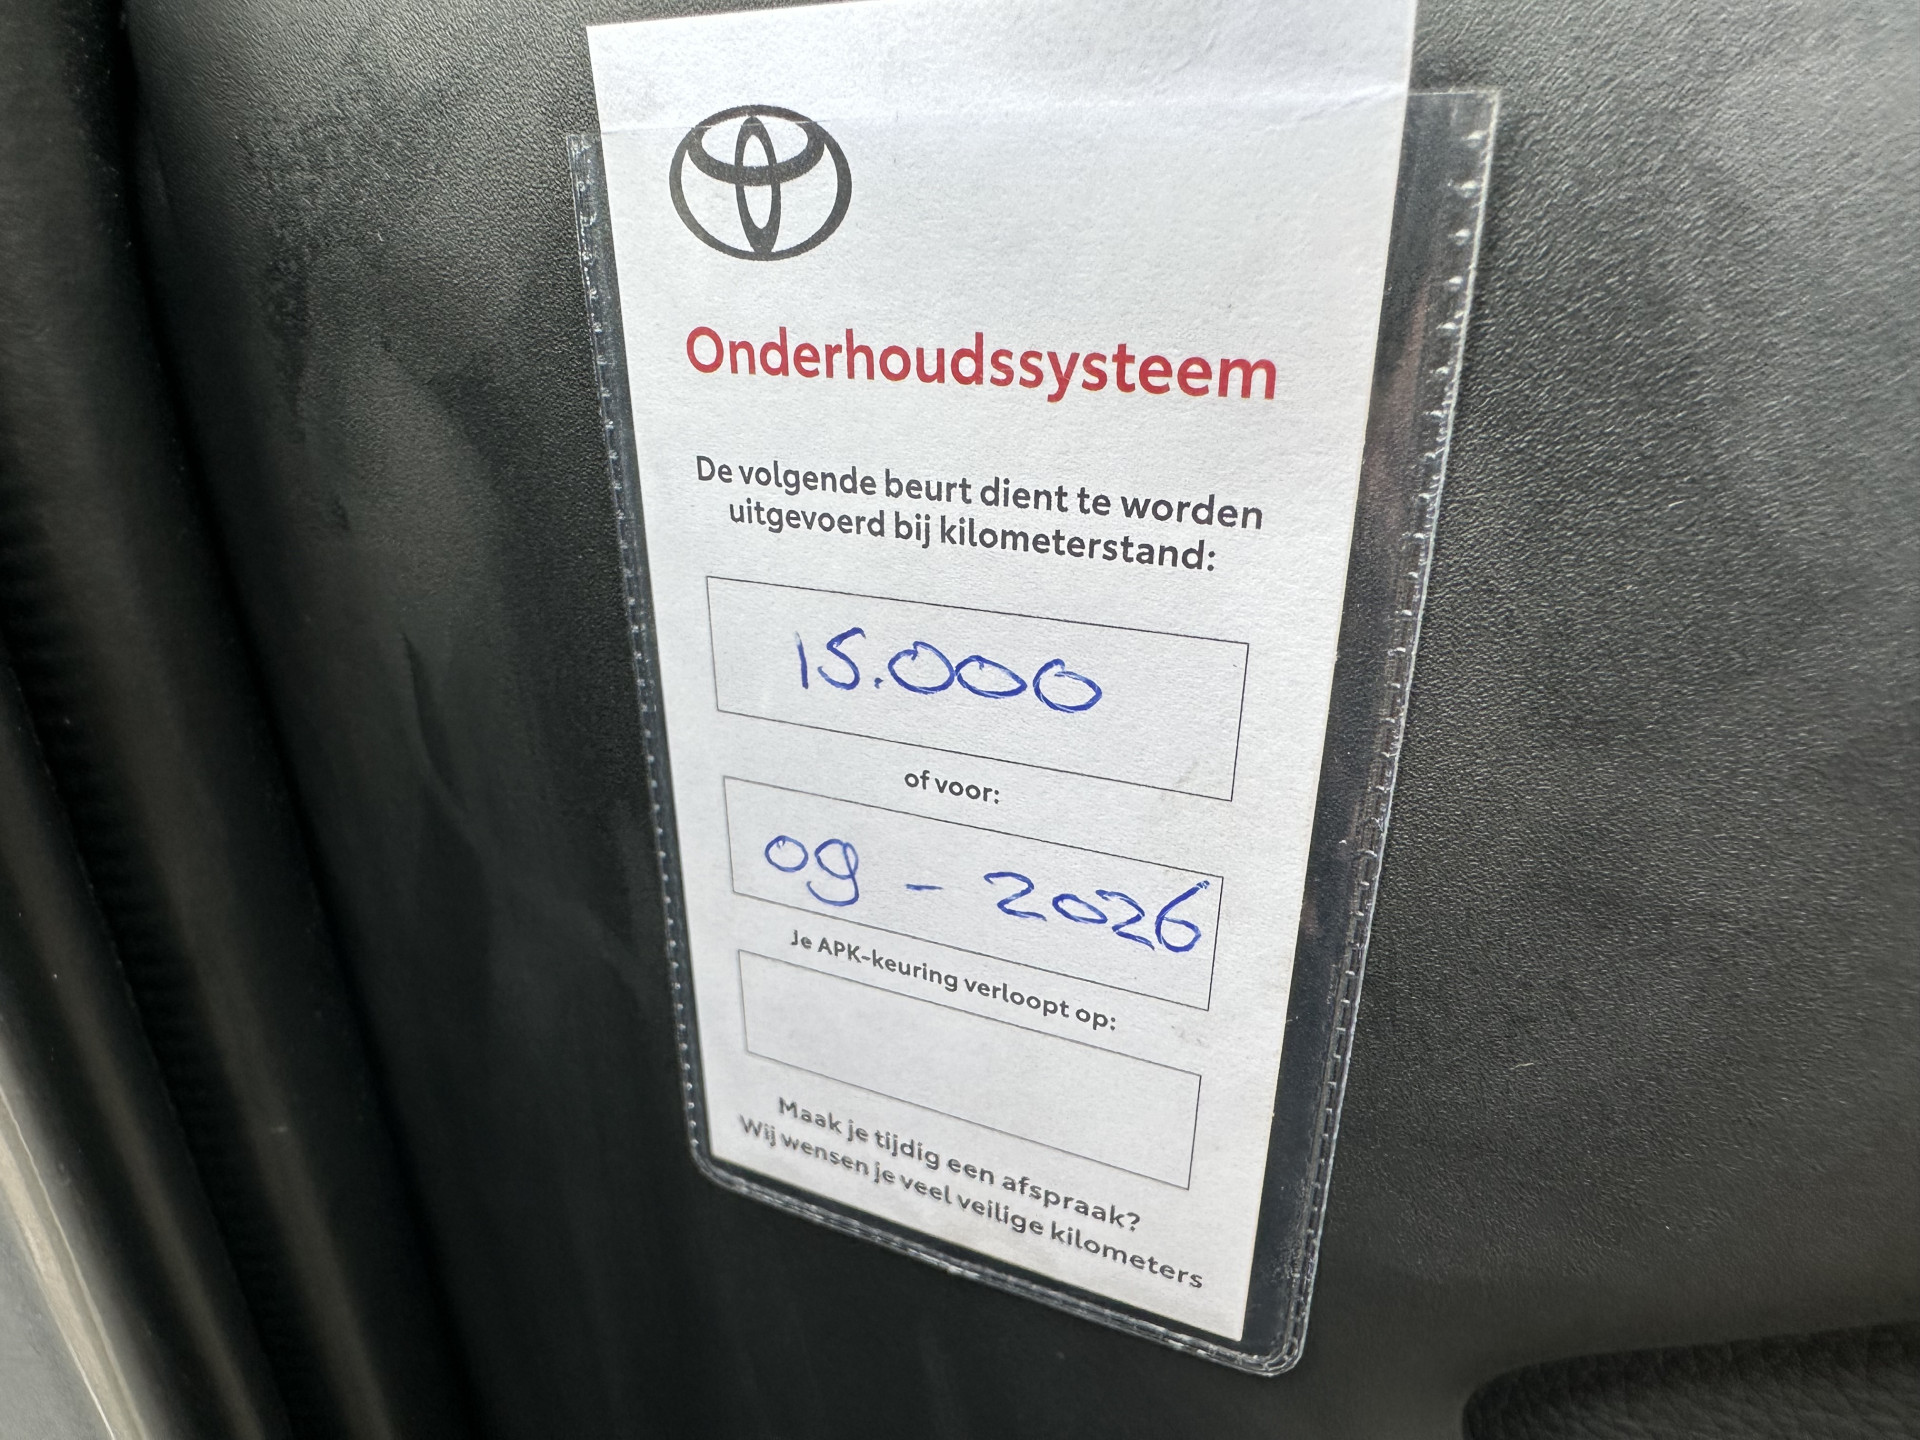 Onderhoudssysteem
De volgende beurt dient te worden
uitgevoerd bij kilometerstand:
15.000
of voor:
09 - 2026
Je APK-keuring verloopt op:
Maak je tijdig een afspraak?
Wij wensen je veel veilige kilometers